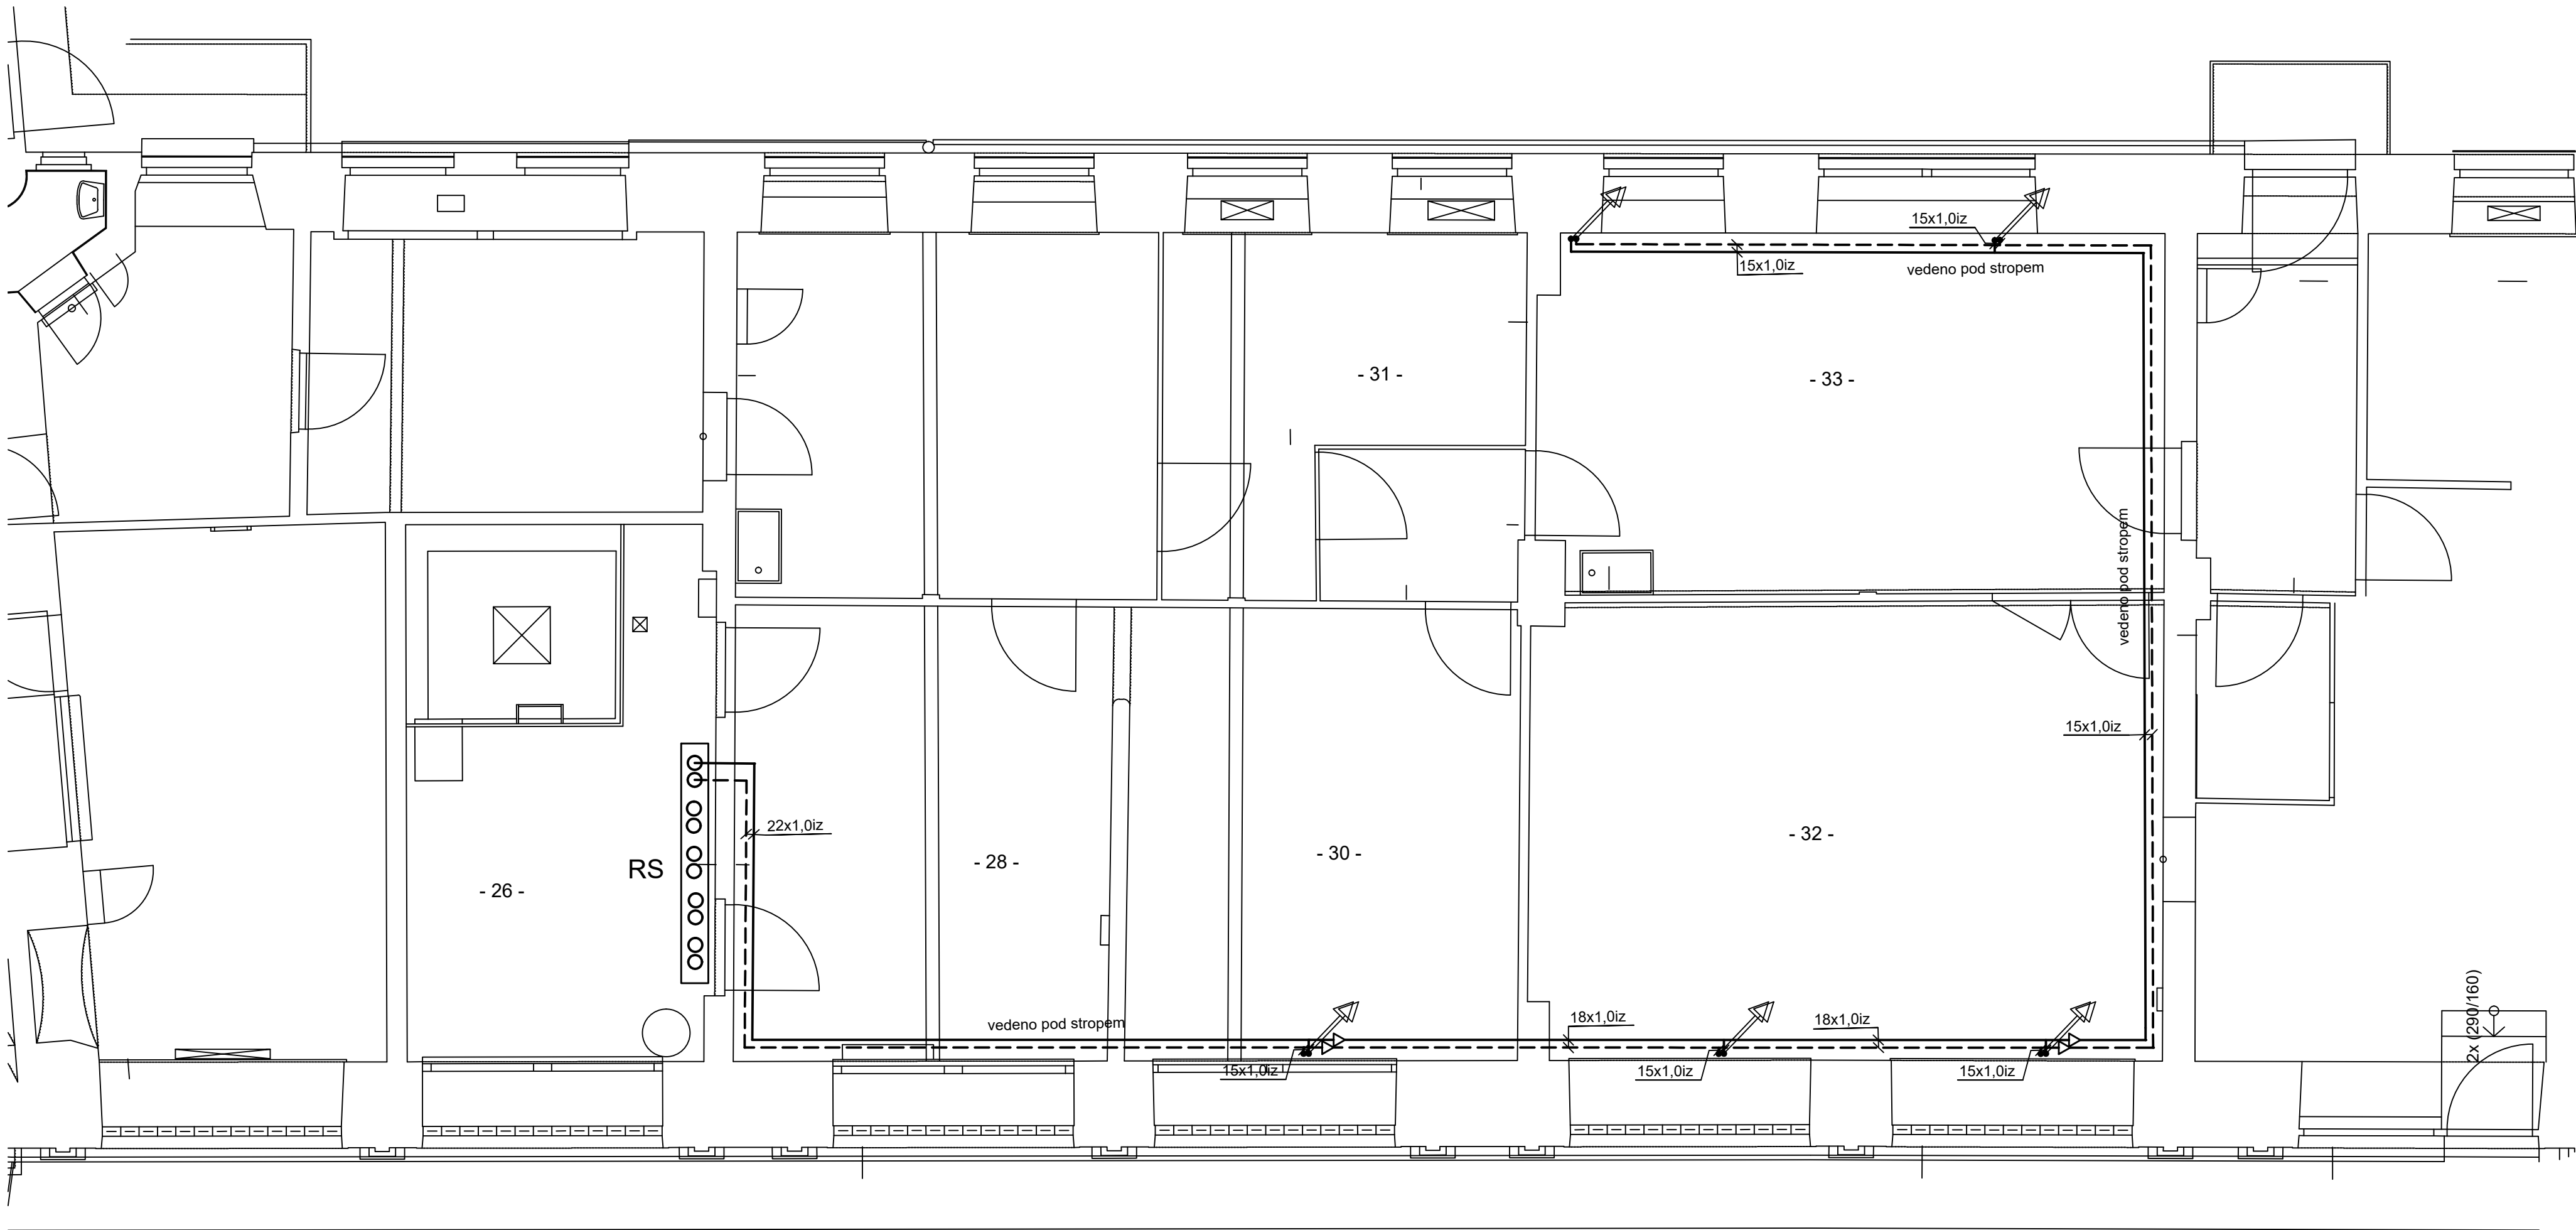 15x1,0iz
15x1,0iz
vedeno pod stropem
- 31 -
- 33 -
vedeno pod stropem
15x1,0iz
22x1,0iz
- 32 -
- 30 -
- 28 -
RS
- 26 -
2x (290/160)
vedeno pod stropem
18x1,0iz
18x1,0iz
15x1,0iz
15x1,0iz
15x1,0iz